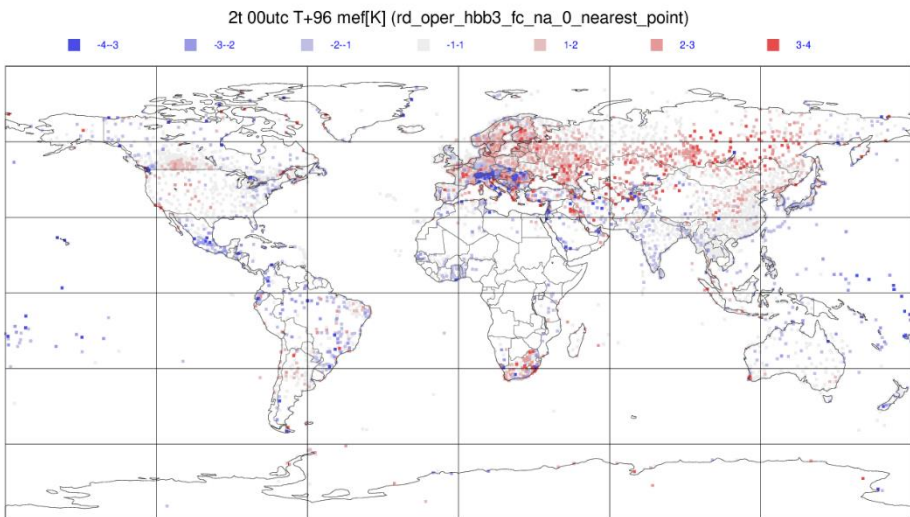 2t 00utc T+96 mef[K] (rd_oper_hbb3_fc_na_0_nearest_point)
-4--3 -3--2 -2--1 -1-1 1-2 2-3 3-4